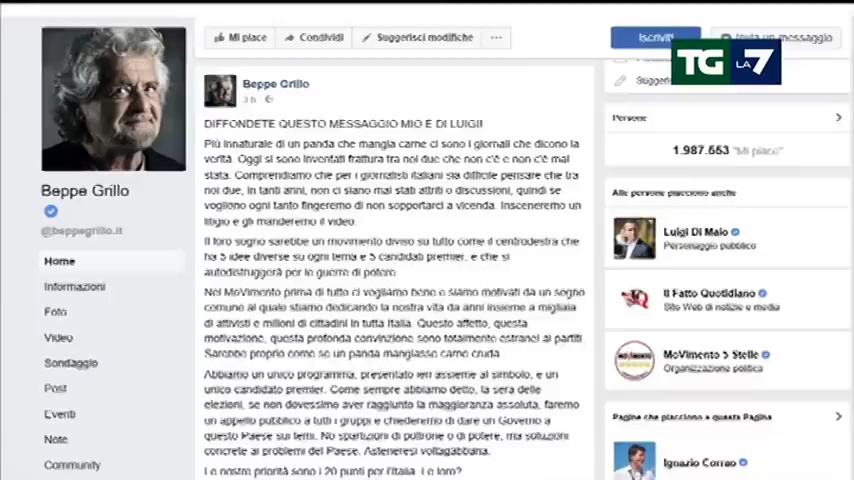 Mi piace
Condividi
Suggerisci modifiche
...
Iscriviti
Invia un messaggio
TG LA 7
Beppe Grillo
3 h
Suggeri
DIFFONDETE QUESTO MESSAGGIO MIO E DI LUIGI!
Più innaturale di un panda che mangia carne ci sono i giornali che dicono la
verità. Oggi si sono inventati frattura tra noi due che non c'è e non c'è mai
stata. Comprendiamo che per i giornalisti italiani sia difficile pensare che tra
noi due, in tanti anni, non ci siano mai stati attriti o discussioni, quindi se
vogliono ogni tanto fingeremo di non sopportarci a vicenda. Insceneremo un
litigio e gli manderemo il video.
Il loro sogno sarebbe un movimento diviso su tutto come il centrodestra che
ha 5 idee diverse su ogni tema e 5 candidati premier, e che si
autodistruggerà per le guerre di potere.
Nel MoVimento prima di tutto ci vogliamo bene e siamo motivati da un sogno
comune al quale stiamo dedicando la nostra vita da anni insieme a migliaia
di attivisti e milioni di cittadini in tutta Italia. Questo affetto, questa
motivazione, questa profonda convinzione sono totalmente estranei ai partiti.
Sarebbe proprio come se un panda mangiasse carne cruda.
Abbiamo un unico programma, presentato ieri assieme al simbolo, e un
unico candidato premier. Come sempre abbiamo detto, la sera delle
elezioni, se non dovessimo aver raggiunto la maggioranza assoluta, faremo
un appello pubblico a tutti i gruppi e chiederemo di dare un Governo a
questo Paese sui temi. No spartizioni di poltrone o di potere, ma soluzioni
concrete ai problemi del Paese. Astenersi voltagabbana.
Le nostre priorità sono i 20 punti per l'Italia. Le loro?
Beppe Grillo
@beppegrillo.it
Home
Informazioni
Foto
Video
Sondaggio
Post
Eventi
Note
Community
Persone
1.987.653 "Mi piace"
Alle persone piacciono anche
Luigi Di Maio
Personaggio pubblico
Il Fatto Quotidiano
Sito Web di notizie e media
MoVimento 5 Stelle
Organizzazione politica
Pagine che piacciono a questa Pagina
Ignazio Corrao